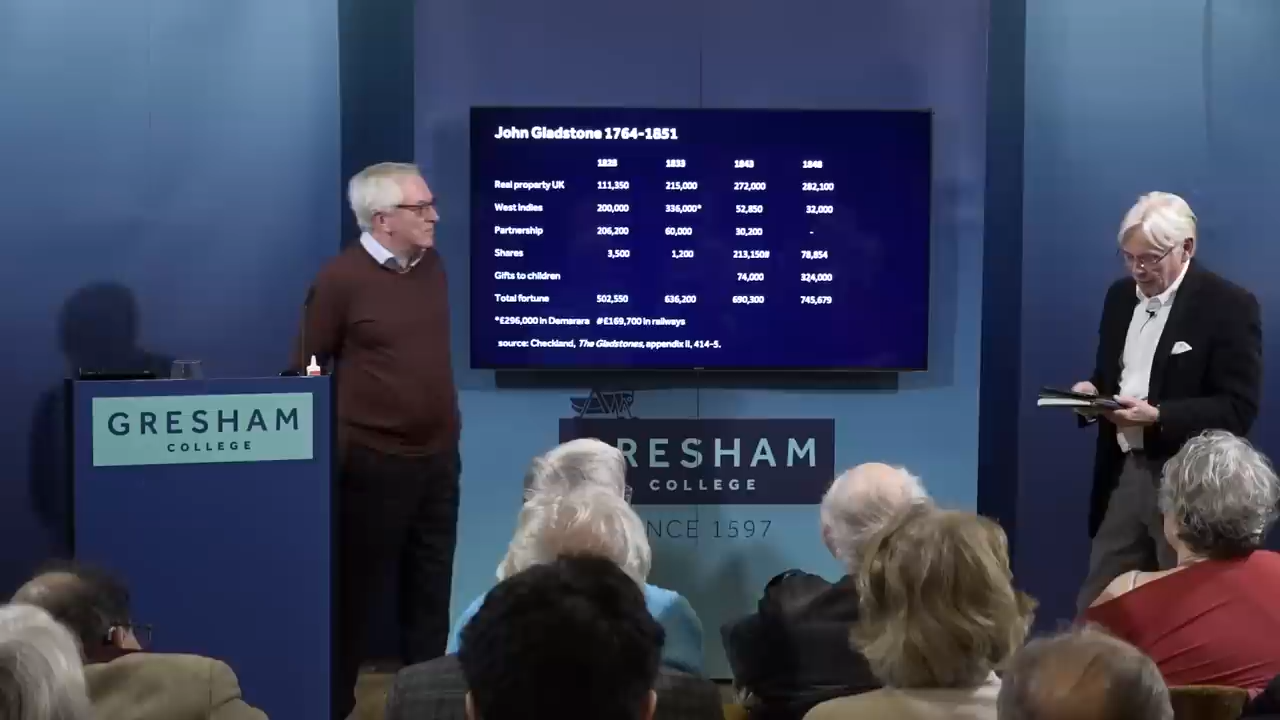 John Gladstone 1764-1851
1828 1833 1843 1848
Real property UK 111,350 215,000 272,000 282,100
West Indies 200,000 336,000* 52,850 32,000
Partnership 206,200 60,000 30,200 -
Shares 3,500 1,200 213,150# 78,854
Gifts to children 74,000 324,000
Total fortune 502,550 636,200 690,300 745,679
*£296,000 in Demarara #£169,700 in railways
source: Checkland, The Gladstones, appendix II, 414-5.
GRESHAM
COLLEGE
RESHAM
COLLEGE
NCE 1597